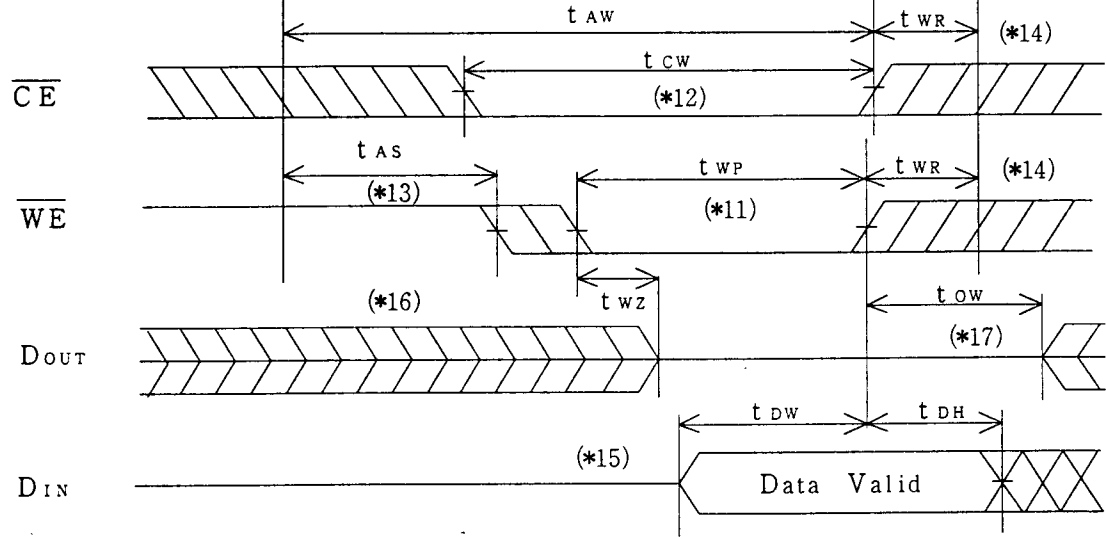 t AW
t WR
(*14)
t CW
CE
(*12)
t AS
t WP
t WR
(*14)
(*13)
WE
(*11)
t WZ
t OW
(*16)
(*17)
DOUT
t DW
t DH
(*15)
DIN
Data Valid